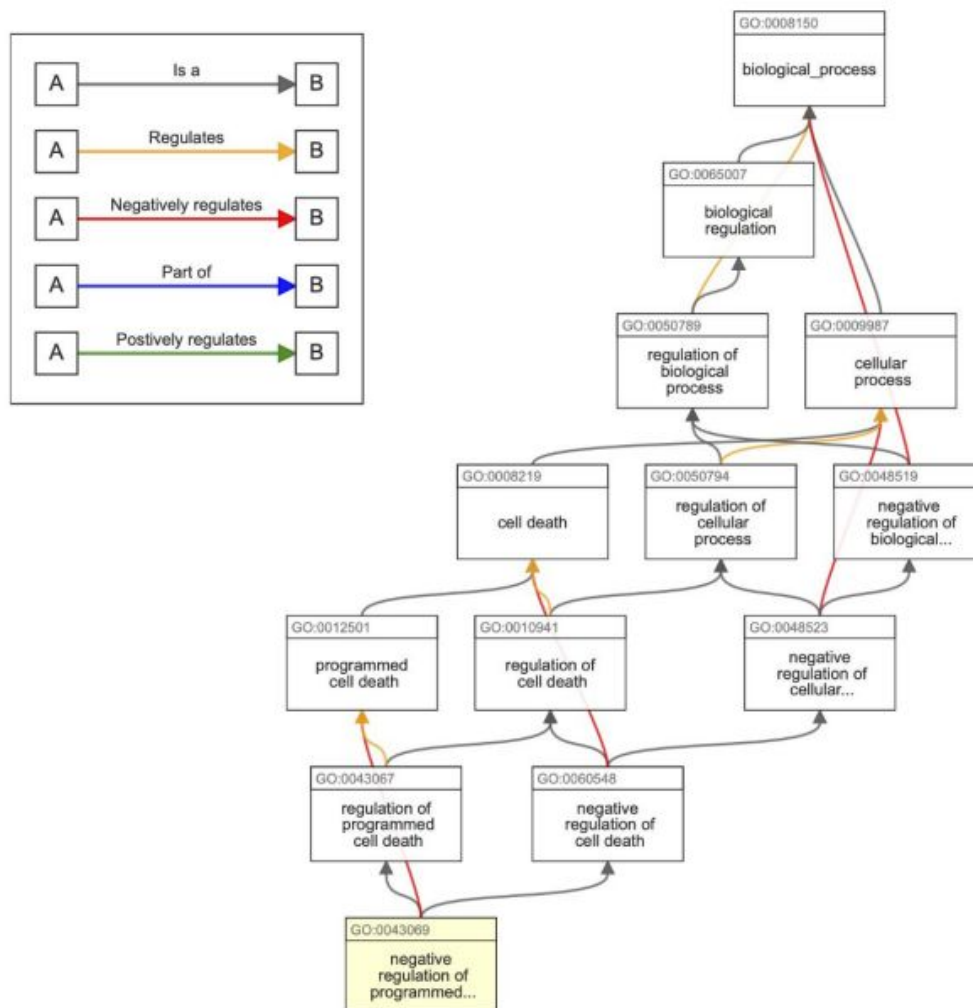 Is a
A
B
Regulates
A
B
Negatively regulates
A
B
Part of
A
B
Postively regulates
A
B
GO:0008150
biological_process
GO:0065007
biological
regulation
GO:0050789
regulation of
biological
process
GO:0009987
cellular
process
GO:0008219
cell death
GO:0050794
regulation of
cellular
process
GO:0048519
negative
regulation of
biological...
GO:0012501
programmed
cell death
GO:0010941
regulation of
cell death
GO:0048523
negative
regulation of
cellular...
GO:0043067
regulation of
programmed
cell death
GO:0060548
negative
regulation of
cell death
GO:0043069
negative
regulation of
programmed...